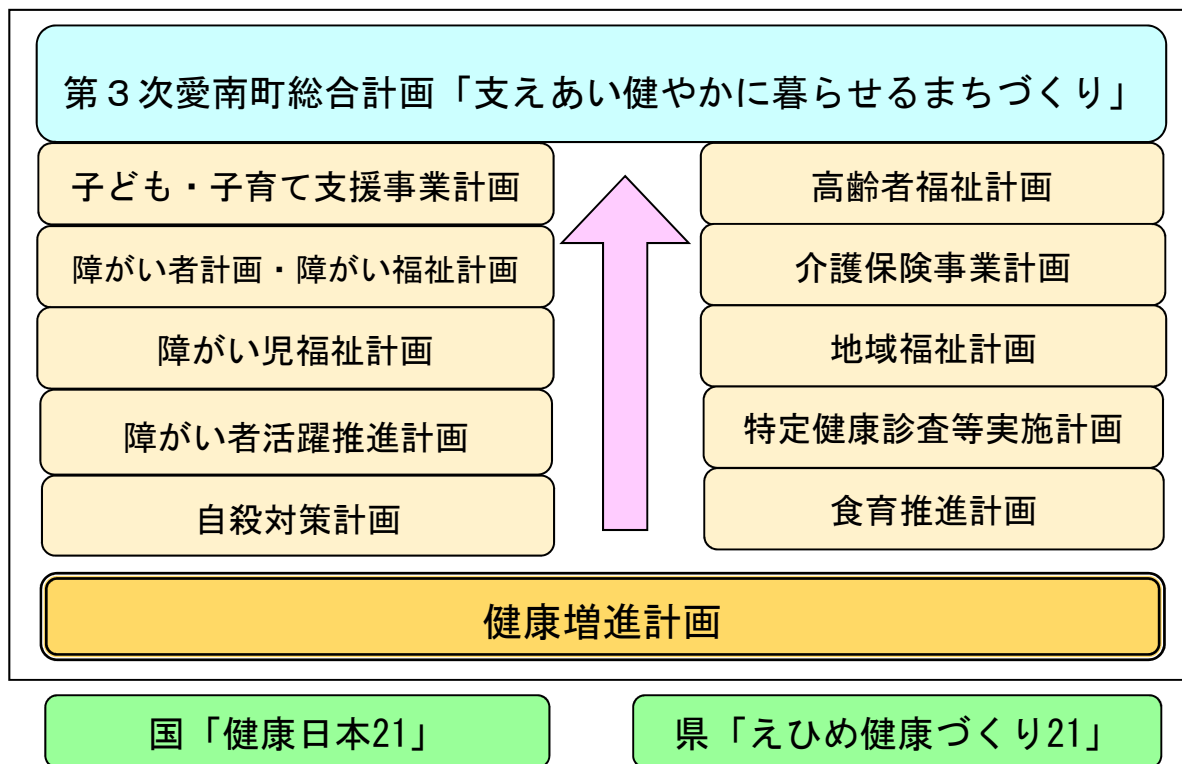 第３次愛南町総合計画「支えあい健やかに暮らせるまちづくり」
子ども・子育て支援事業計画
障がい者計画・障がい福祉計画
障がい児福祉計画
障がい者活躍推進計画
自殺対策計画
高齢者福祉計画
介護保険事業計画
地域福祉計画
特定健康診査等実施計画
食育推進計画
健康増進計画
国「健康日本21」
県「えひめ健康づくり21」